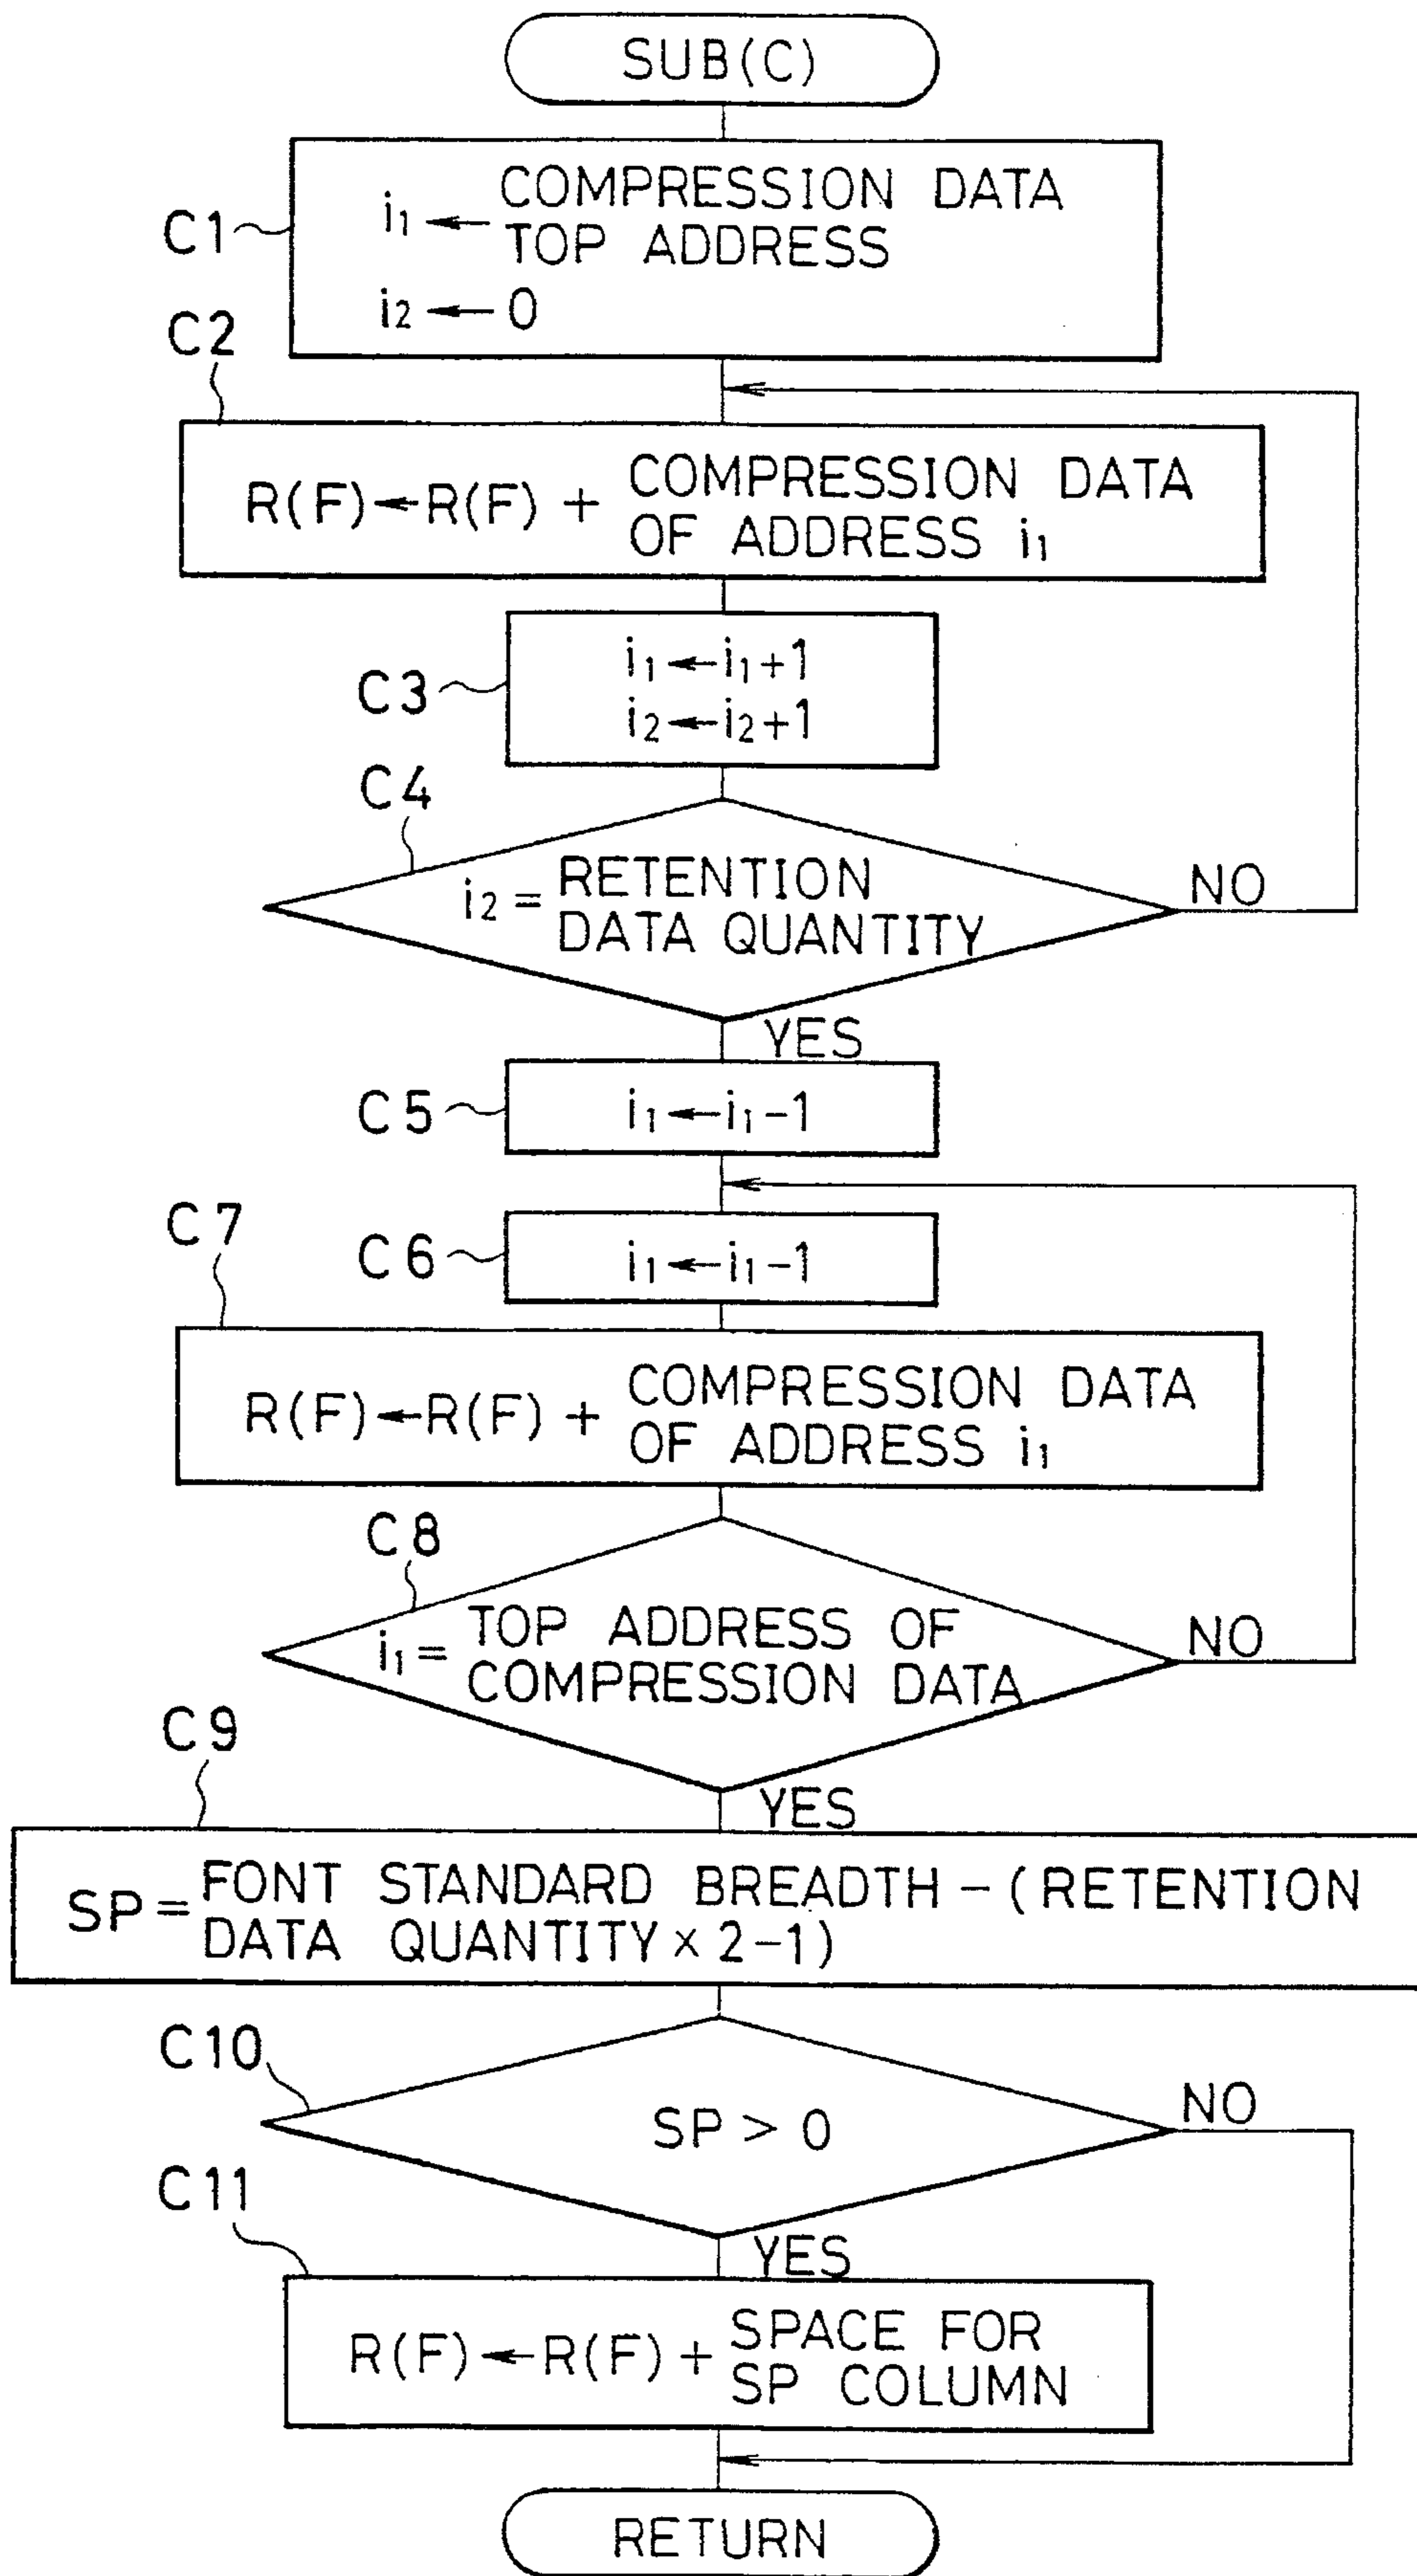 SUB(C)
C1
i₁ ← COMPRESSION DATA
TOP ADDRESS
i₂ ← 0
C2
R(F) ← R(F) + COMPRESSION DATA
OF ADDRESS i₁
C3
i₁ ← i₁+1
i₂ ← i₂+1
C4
i₂ = RETENTION
DATA QUANTITY
NO
YES
C5
i₁ ← i₁-1
C6
i₁ ← i₁-1
C7
R(F) ← R(F) + COMPRESSION DATA
OF ADDRESS i₁
C8
i₁ = TOP ADDRESS OF
COMPRESSION DATA
NO
YES
C9
SP = FONT STANDARD BREADTH - (RETENTION
DATA QUANTITY × 2-1)
C10
SP > 0
NO
YES
C11
R(F) ← R(F) + SPACE FOR
SP COLUMN
RETURN